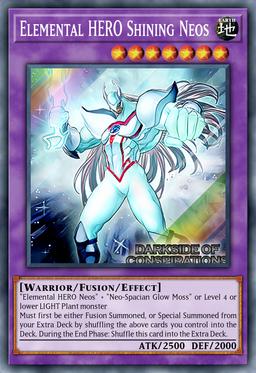 Elemental HERO Shining Neos
EARTH
地
DARKSIDE OF
CONSPIRATIONS
[Warrior/Fusion/Effect]
"Elemental HERO Neos" + "Neo-Spacian Glow Moss" or Level 4 or
lower LIGHT Plant monster
Must first be either Fusion Summoned, or Special Summoned from
your Extra Deck by shuffling the above cards you control into the
Deck. During the End Phase: Shuffle this card into the Extra Deck.
ATK/2500 DEF/2000